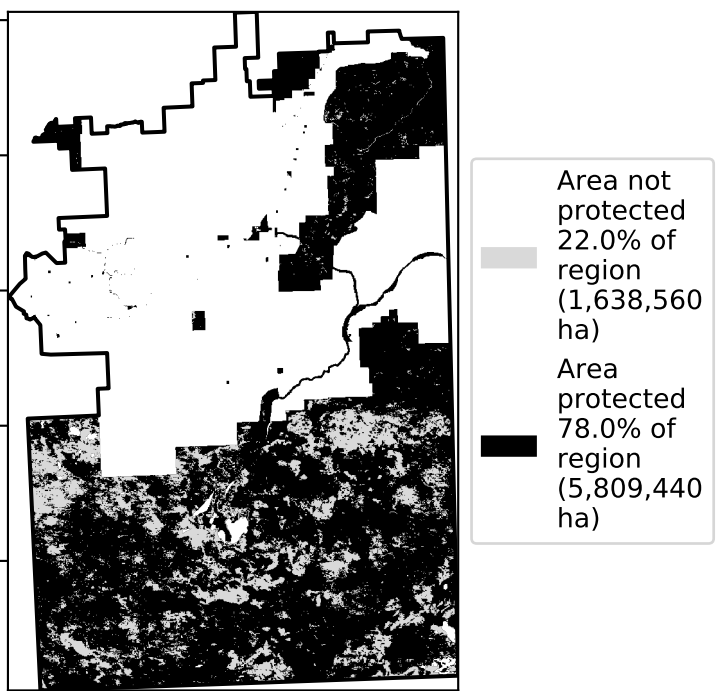 Area not
protected
22.0% of
region
(1,638,560
ha)
Area
protected
78.0% of
region
(5,809,440
ha)